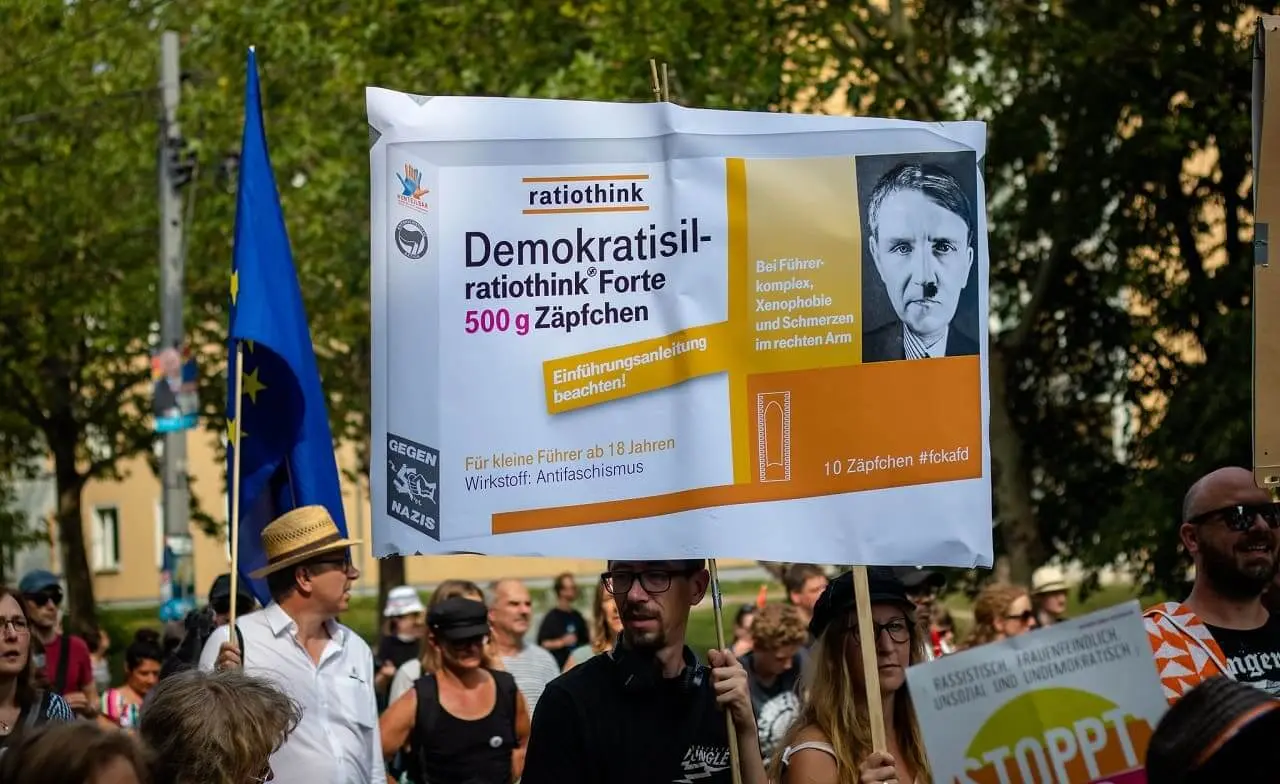 ratiothink
Demokratisil-
ratiothink Forte
500 g Zäpfchen
Einführungsanleitung
beachten!
Für kleine Führer ab 18 Jahren
Wirkstoff: Antifaschismus
Bei Führer-
komplex,
Xenophobie
und Schmerzen
im rechten Arm
10 Zäpfchen #fckafd
GEGEN
NAZIS
RASSISTISCH, FRAUENFEINDLICH,
UNSOZIAL UND UNDEMOKRATISCH:
STOPPT